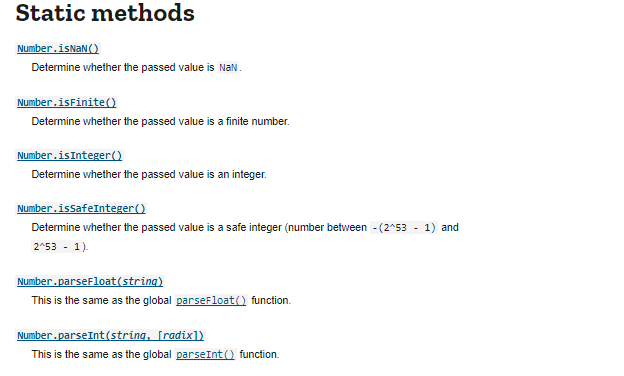 Static methods
Number.isNaN()
Determine whether the passed value is NaN.
Number.isFinite()
Determine whether the passed value is a finite number.
Number.isInteger()
Determine whether the passed value is an integer.
Number.isSafeInteger()
Determine whether the passed value is a safe integer (number between -(2^53 - 1) and
2^53 - 1).
Number.parseFloat(string)
This is the same as the global parseFloat() function.
Number.parseInt(string, [radix])
This is the same as the global parseInt() function.